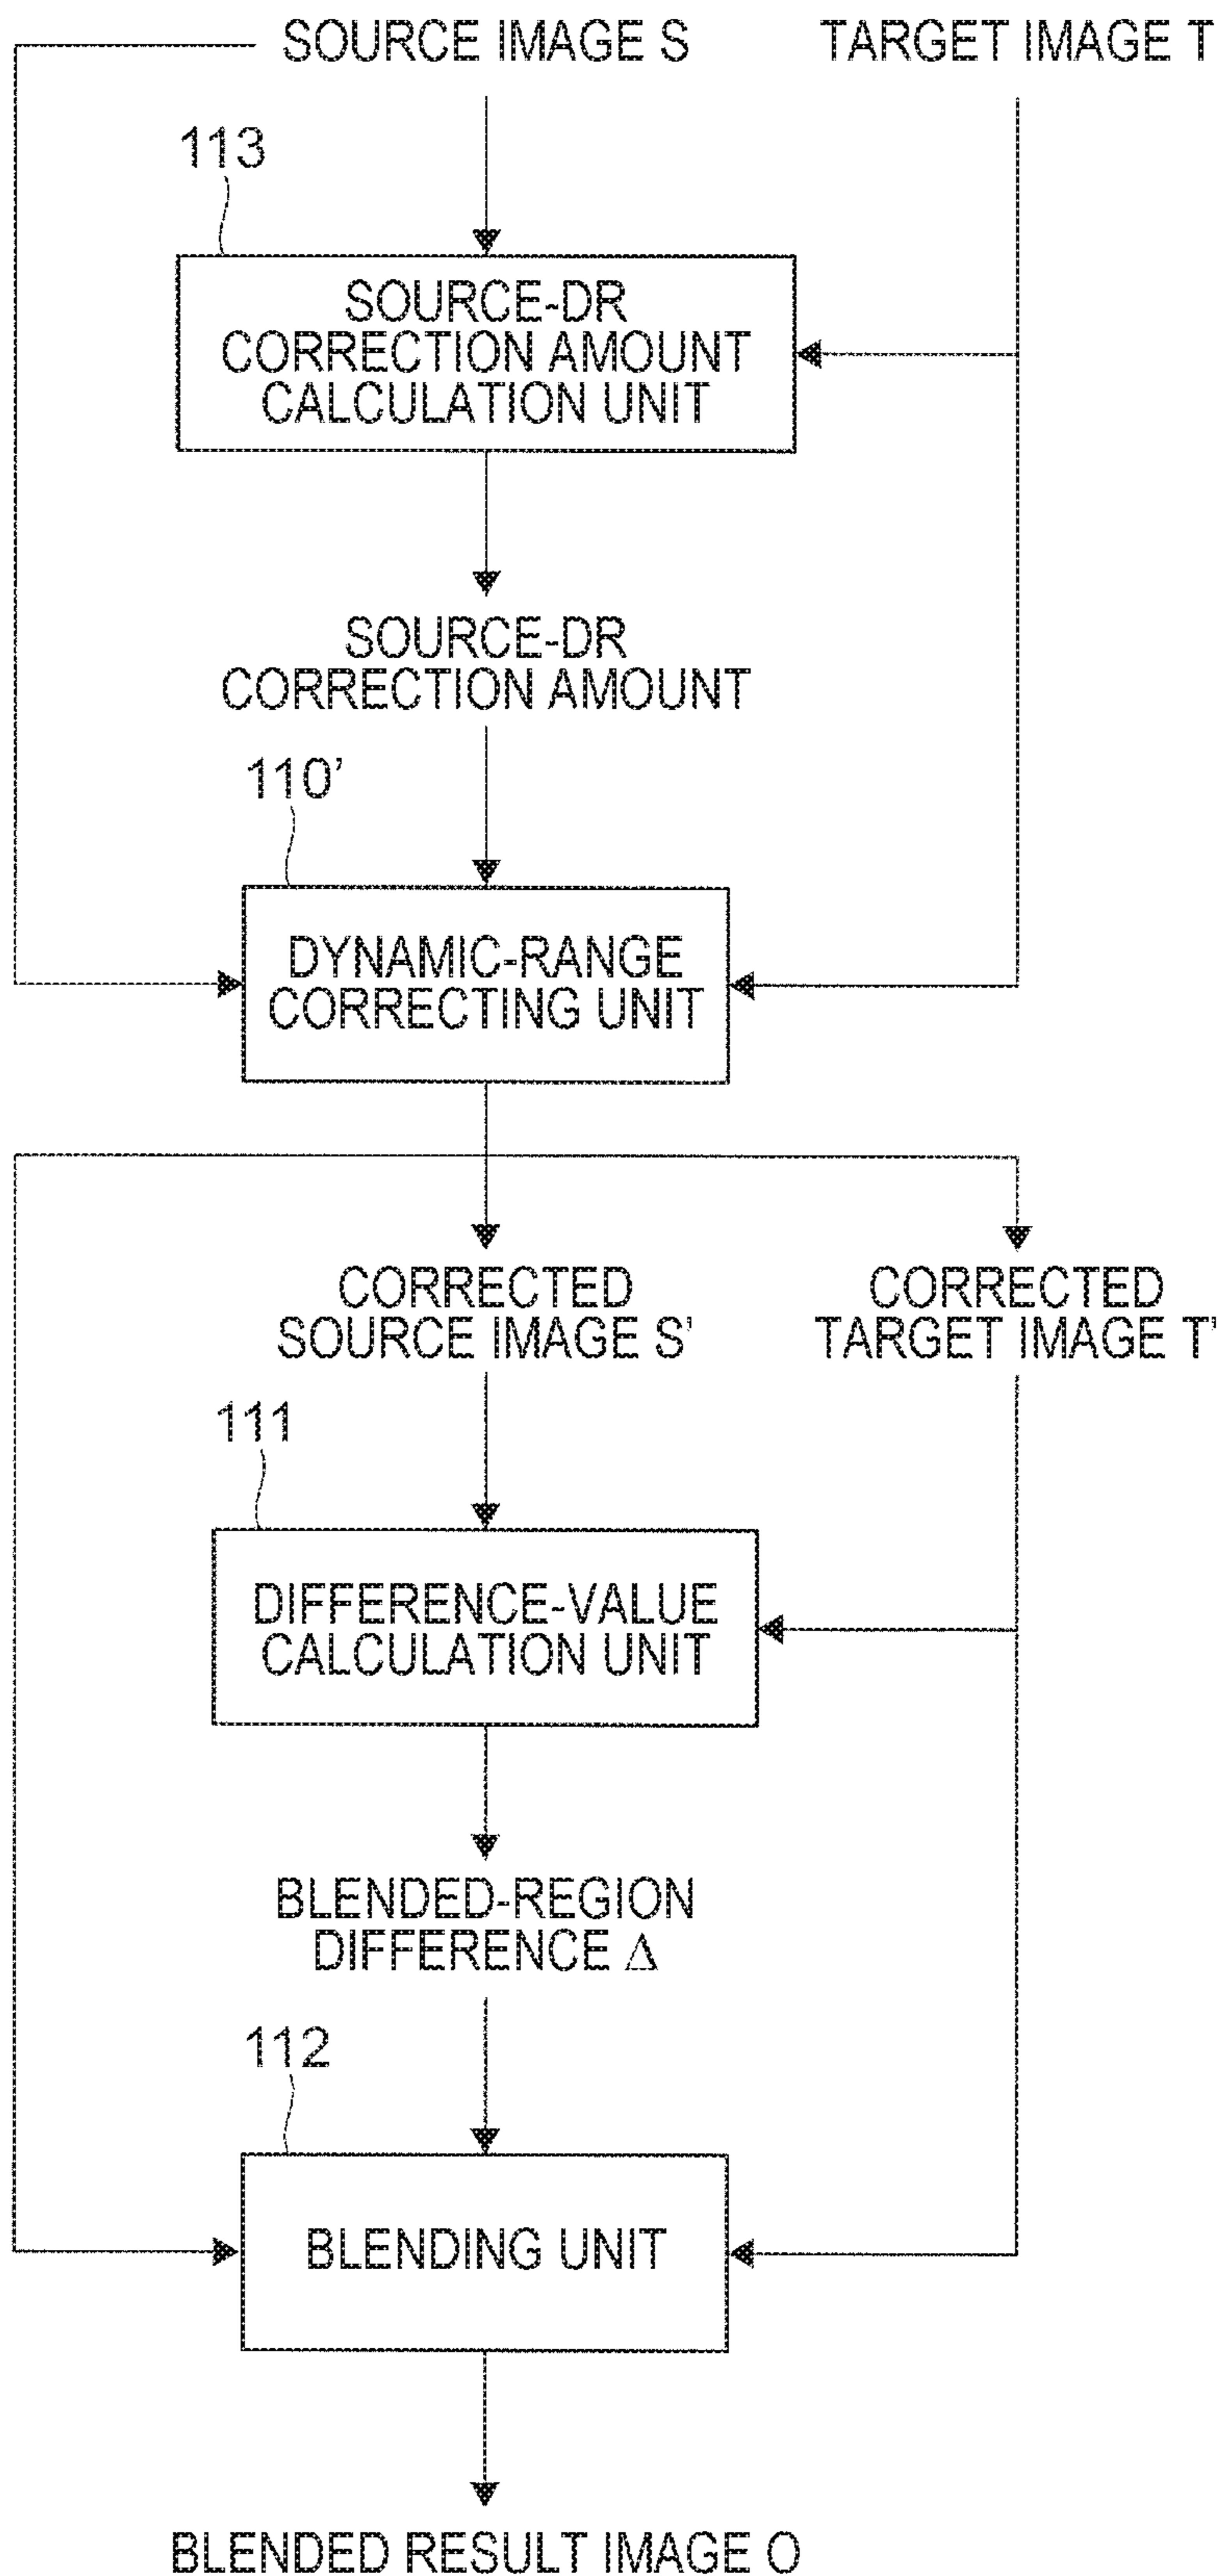 SOURCE IMAGE S
TARGET IMAGE T
113
SOURCE-DR
CORRECTION AMOUNT
CALCULATION UNIT
SOURCE-DR
CORRECTION AMOUNT
110'
DYNAMIC-RANGE
CORRECTING UNIT
CORRECTED
SOURCE IMAGE S'
CORRECTED
TARGET IMAGE T'
111
DIFFERENCE-VALUE
CALCULATION UNIT
BLENDED-REGION
DIFFERENCE Δ
112
BLENDING UNIT
BLENDED RESULT IMAGE O